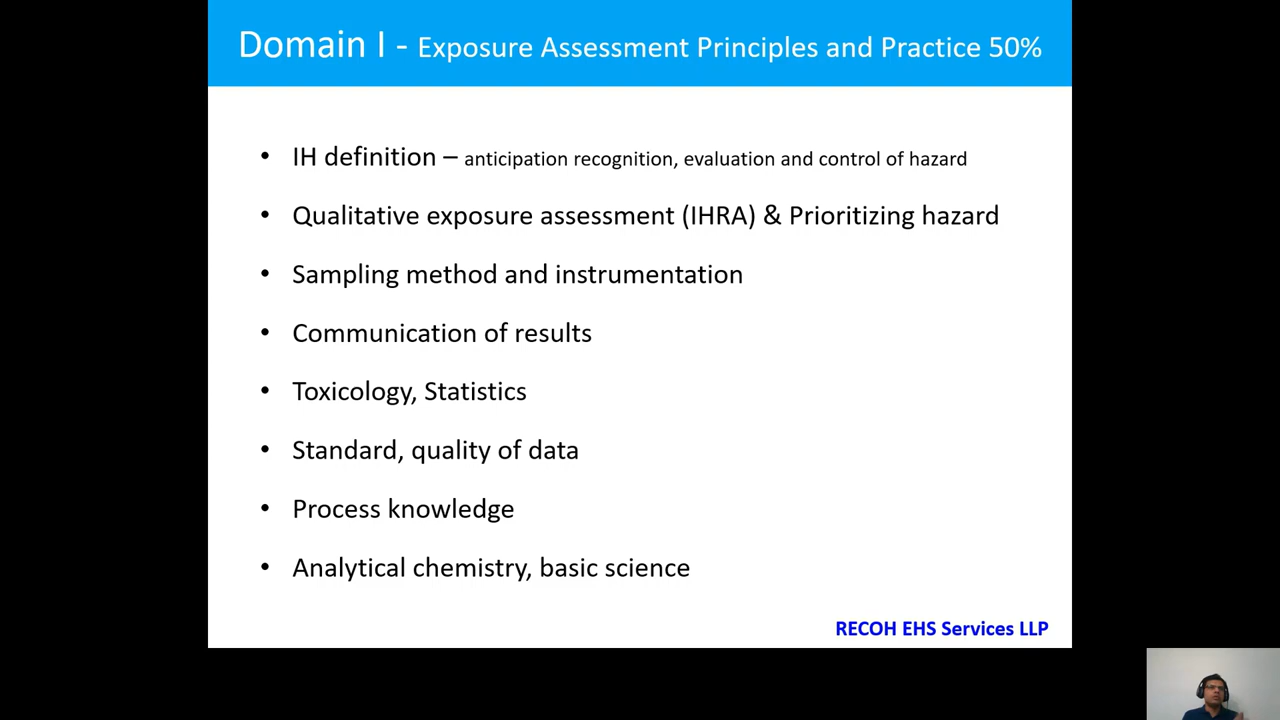 Domain I - Exposure Assessment Principles and Practice 50%
• IH definition – anticipation recognition, evaluation and control of hazard
• Qualitative exposure assessment (IHRA) & Prioritizing hazard
• Sampling method and instrumentation
• Communication of results
• Toxicology, Statistics
• Standard, quality of data
• Process knowledge
• Analytical chemistry, basic science
RECOH EHS Services LLP